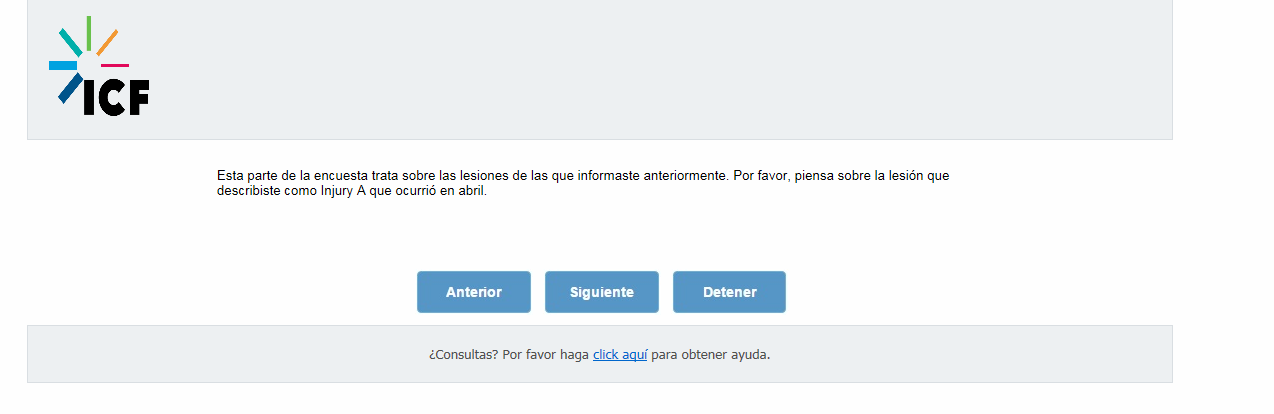 ICF
Esta parte de la encuesta trata sobre las lesiones de las que informaste anteriormente. Por favor, piensa sobre la lesión que
describiste como Injury A que ocurrió en abril.
Anterior
Siguiente
Detener
¿Consultas? Por favor haga click aquí para obtener ayuda.